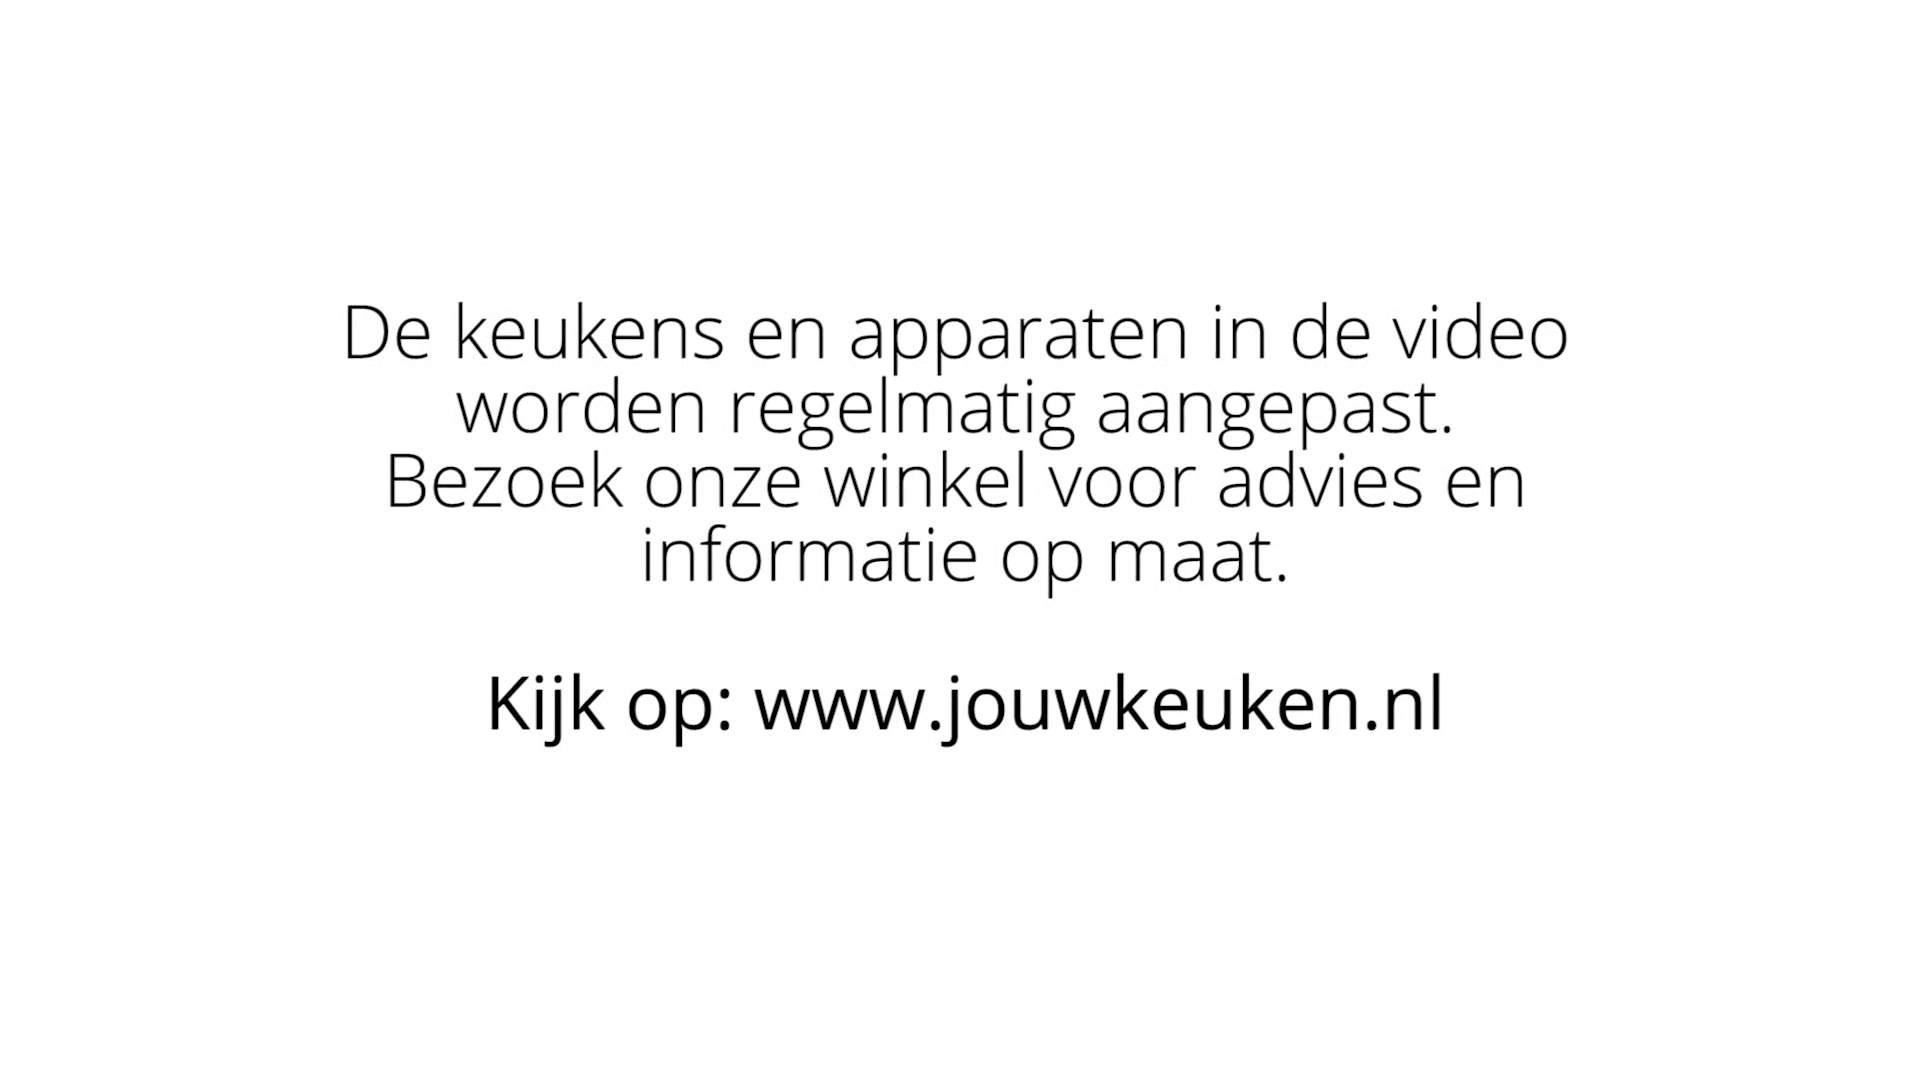 De keukens en apparaten in de video
worden regelmatig aangepast.
Bezoek onze winkel voor advies en
informatie op maat.
Kijk op: www.jouwkeuken.nl